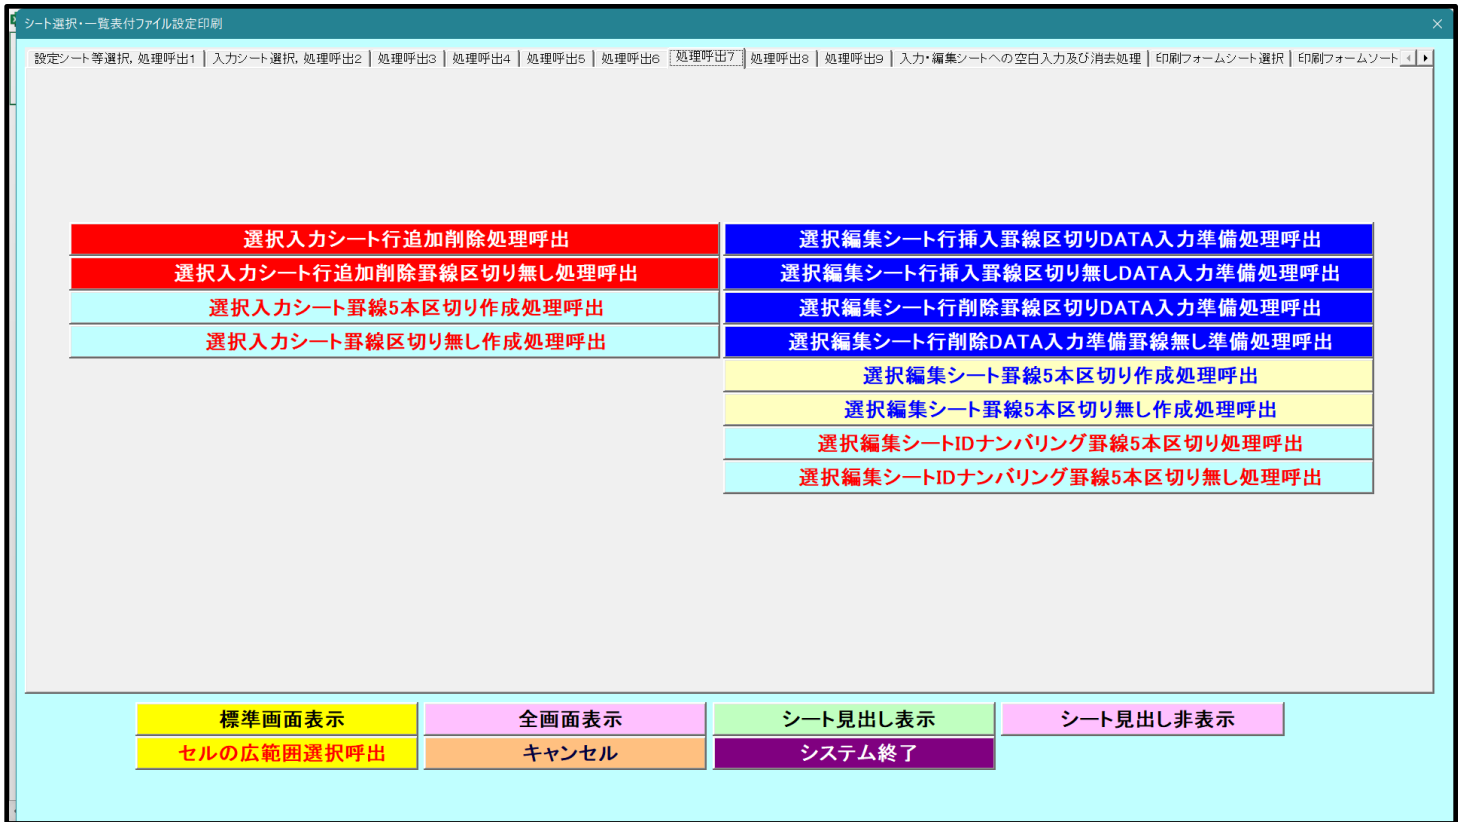 シート選択・一覧表付ファイル設定印刷
設定シート等選択, 処理呼出1 入力シート選択, 処理呼出2 処理呼出3 処理呼出4 処理呼出5 処理呼出6 処理呼出7 処理呼出8 処理呼出9 入力・編集シートへの空白入力及び消去処理 印刷フォームシート選択 印刷フォームソート
選択入力シート行追加削除処理呼出
選択入力シート行追加削除罫線区切り無し処理呼出
選択入力シート罫線5本区切り作成処理呼出
選択入力シート罫線区切り無し作成処理呼出
選択編集シート行挿入罫線区切りDATA入力準備処理呼出
選択編集シート行挿入罫線区切り無しDATA入力準備処理呼出
選択編集シート行削除罫線区切りDATA入力準備処理呼出
選択編集シート行削除DATA入力準備罫線無し準備処理呼出
選択編集シート罫線5本区切り作成処理呼出
選択編集シート罫線5本区切り無し作成処理呼出
選択編集シートIDナンバリング罫線5本区切り処理呼出
選択編集シートIDナンバリング罫線5本区切り無し処理呼出
標準画面表示 全画面表示 シート見出し表示 シート見出し非表示
セルの広範囲選択呼出 キャンセル システム終了